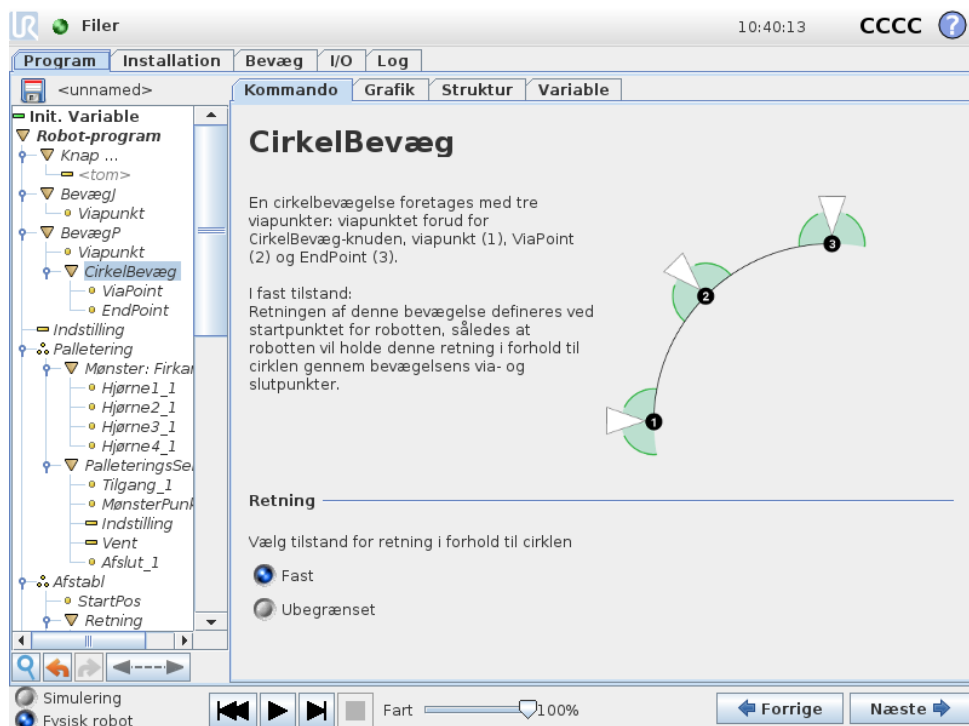 UR Filer 10:40:13 CCCC ?
Program Installation Bevæg I/O Log
<unnamed> Kommando Grafik Struktur Variable
Init. Variable
Robot-program
Knap ...
<tom>
BevægJ
Viapunkt
BevægP
Viapunkt
CirkelBevæg
ViaPoint
EndPoint
Indstilling
Palletering
Mønster: Firkan
Hjørne1_1
Hjørne2_1
Hjørne3_1
Hjørne4_1
PalleteringsSe
Tilgang_1
MønsterPunk
Indstilling
Vent
Afslut_1
Afstabl
StartPos
Retning
CirkelBevæg
En cirkelbevægelse foretages med tre
viapunkter: viapunktet forud for
CirkelBevæg-knuden, viapunkt (1), ViaPoint
(2) og EndPoint (3).
I fast tilstand:
Retningen af denne bevægelse defineres ved
startpunktet for robotten, således at
robotten vil holde denne retning i forhold til
cirklen gennem bevægelsens via- og
slutpunkter.
3
2
1
Retning
Vælg tilstand for retning i forhold til cirklen
Fast
Ubegrænset
Simulering
Fysisk robot
Fart 100%
Forrige Næste